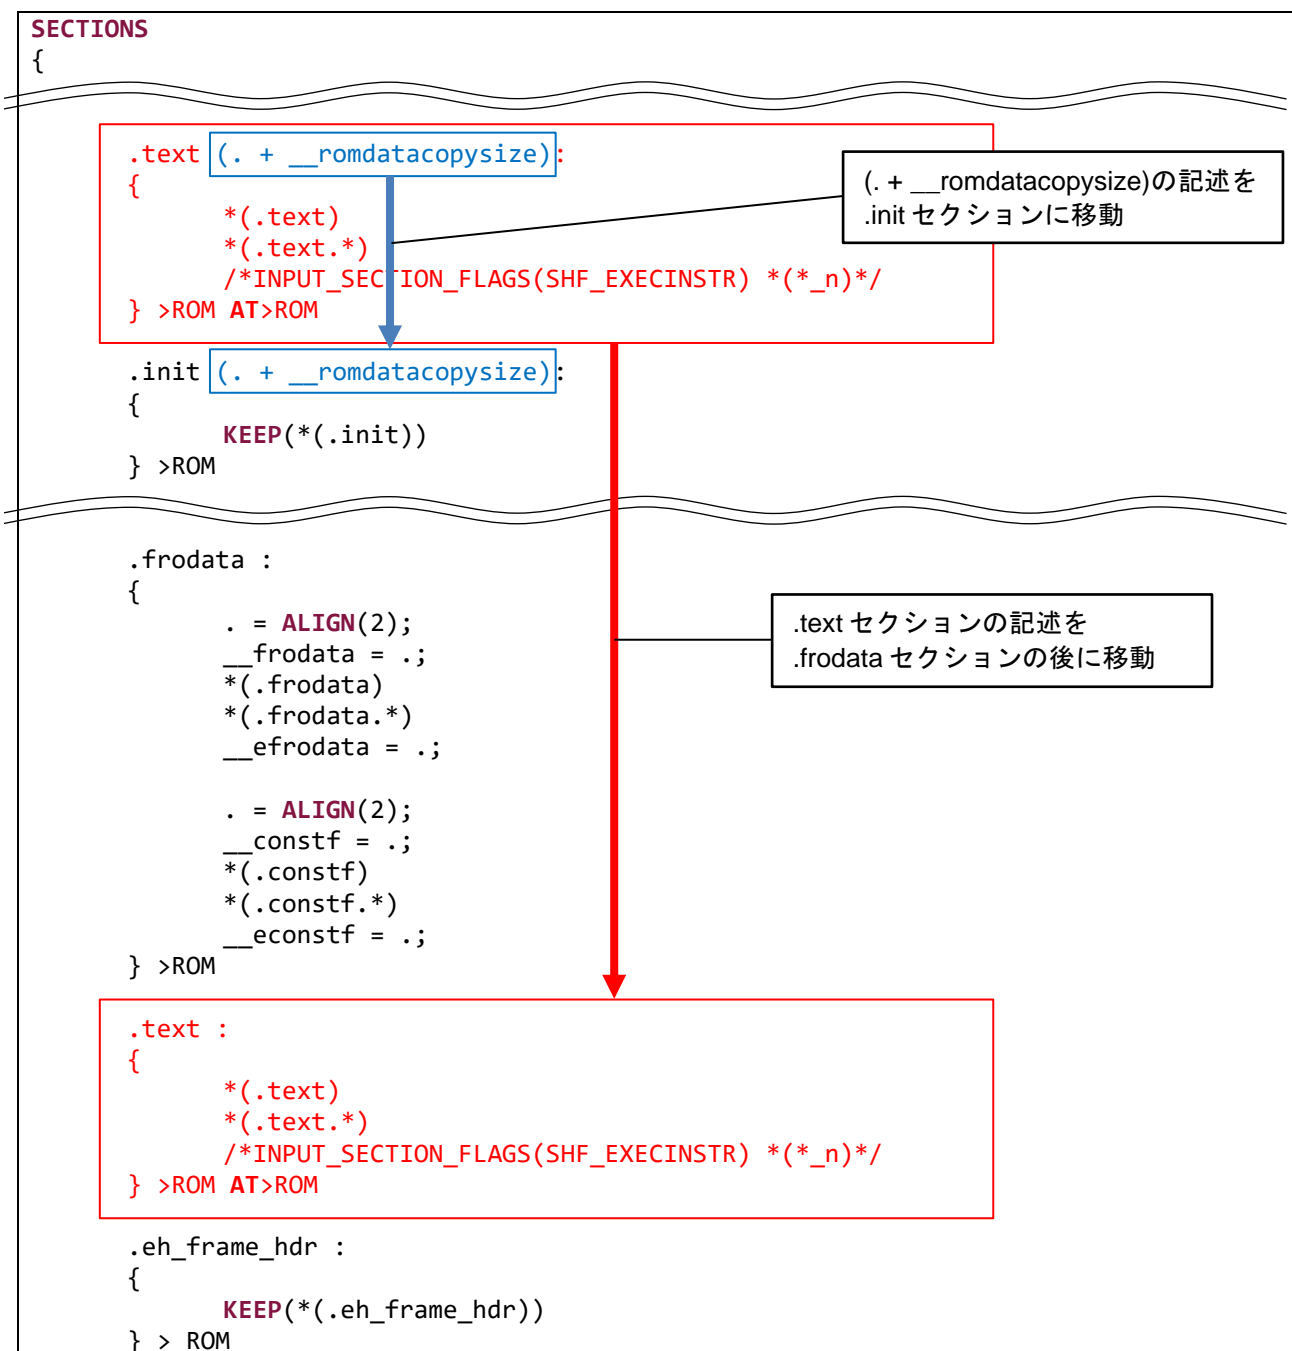 SECTIONS
{
.text (. + __romdatacopysize):
{
*(.text)
*(.text.*)
/*INPUT_SECTION_FLAGS(SHF_EXECINSTR) *(*_n)*/
} >ROM AT>ROM
(. + __romdatacopysize)の記述を
.init セクションに移動
.init (. + __romdatacopysize):
{
KEEP(*(.init))
} >ROM
.frodata :
{
. = ALIGN(2);
__frodata = .;
*(.frodata)
*(.frodata.*)
__efrodata = .;
. = ALIGN(2);
__constf = .;
*(.constf)
*(.constf.*)
__econstf = .;
} >ROM
.text セクションの記述を
.frodata セクションの後に移動
.text :
{
*(.text)
*(.text.*)
/*INPUT_SECTION_FLAGS(SHF_EXECINSTR) *(*_n)*/
} >ROM AT>ROM
.eh_frame_hdr :
{
KEEP(*(.eh_frame_hdr))
} > ROM